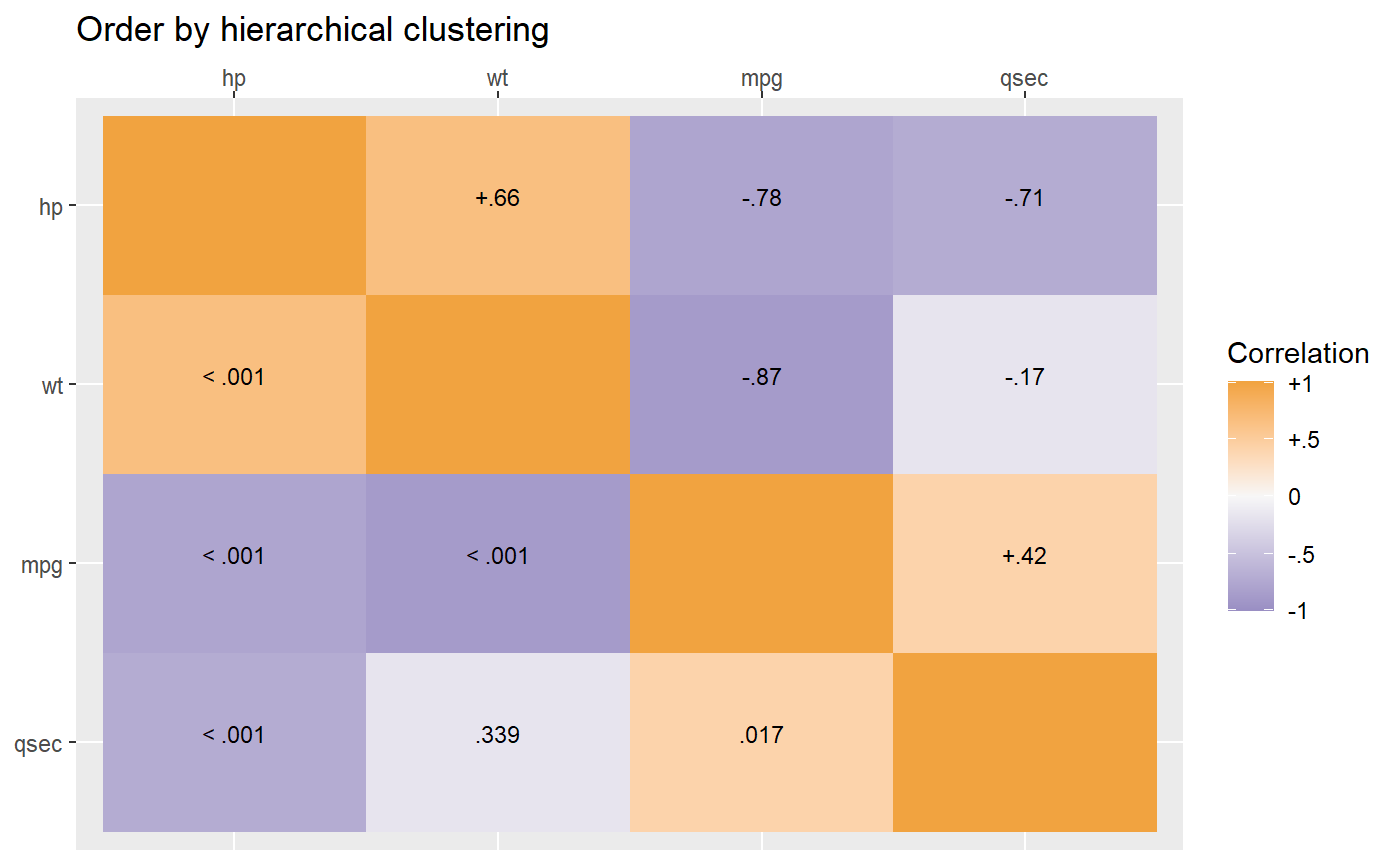 Order by hierarchical clustering
hp wt mpg qsec
hp +.66 -.78 -.71
wt < .001 -.87 -.17
mpg < .001 < .001 +.42
qsec < .001 .339 .017
Correlation
+1
+.5
0
-.5
-1